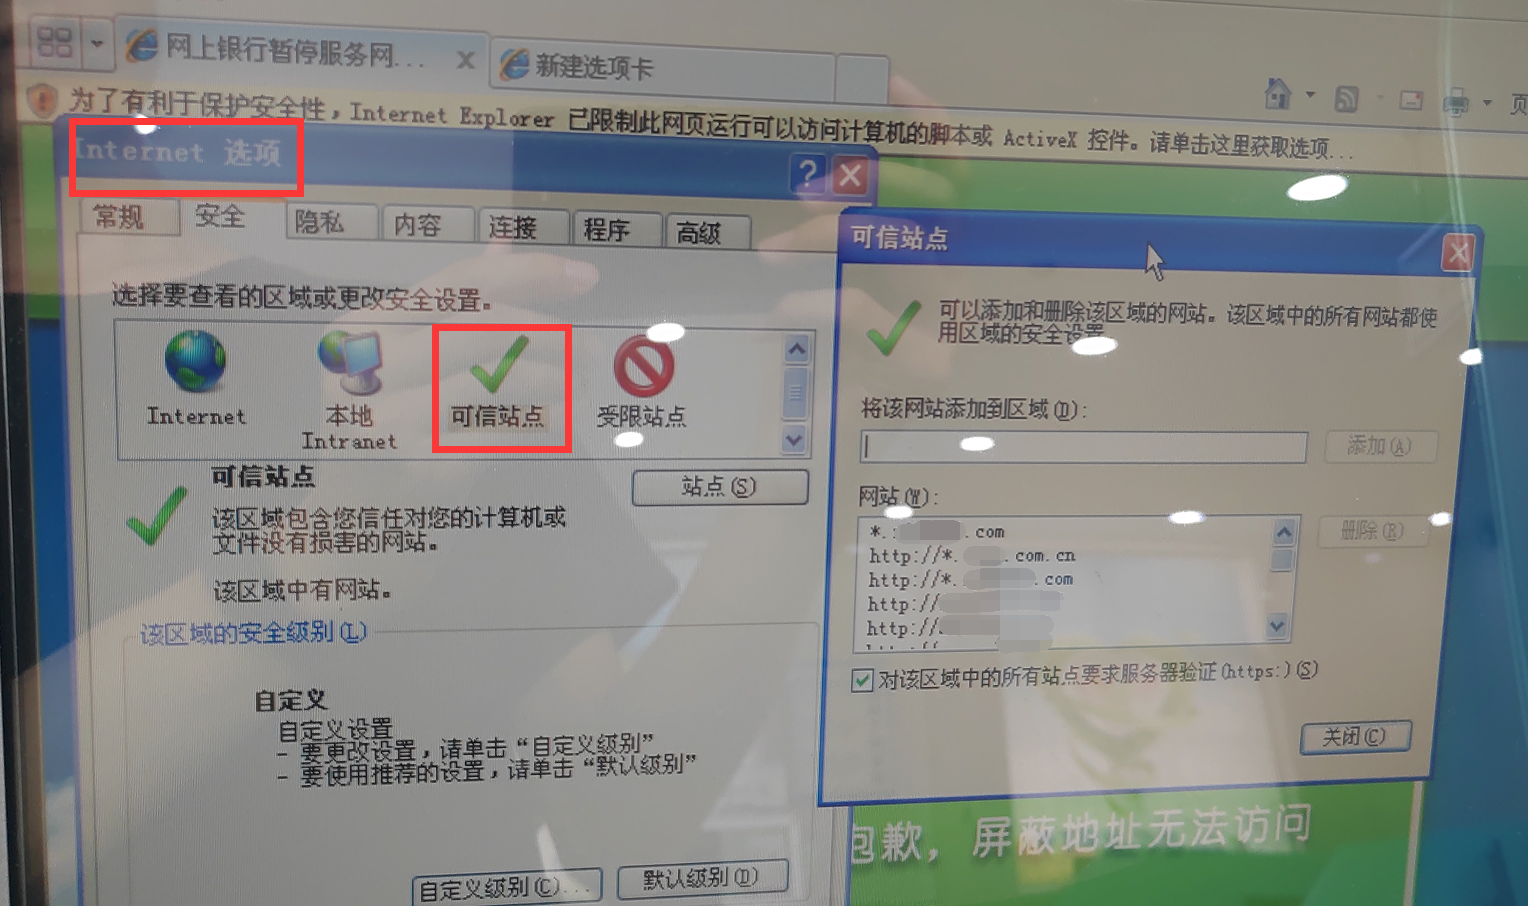 网上银行暂停服务网...
新建选项卡
为了有利于保护安全性，Internet Explorer 已限制此网页运行可以访问计算机的脚本或 ActiveX 控件。请单击这里获取选项...
页
Internet 选项
常规
安全
隐私
内容
连接
程序
高级
选择要查看的区域或更改安全设置。
Internet
本地
Intranet
可信站点
受限站点
可信站点
站点(S)
该区域包含您信任对您的计算机或
文件没有损害的网站。
该区域中有网站。
该区域的安全级别(L)
自定义
自定义设置
- 要更改设置，请单击“自定义级别”
- 要使用推荐的设置，请单击“默认级别”
自定义级别(C)...
默认级别(D)
可信站点
可以添加和删除该区域的网站。该区域中的所有网站都使
用区域的安全设置
将该网站添加到区域(D):
添加(A)
网站(W):
*. .com
http://*. .com.cn
http://*. .com
http://
http://
删除(R)
对该区域中的所有站点要求服务器验证(https:)(S)
关闭(C)
抱歉，屏蔽地址无法访问